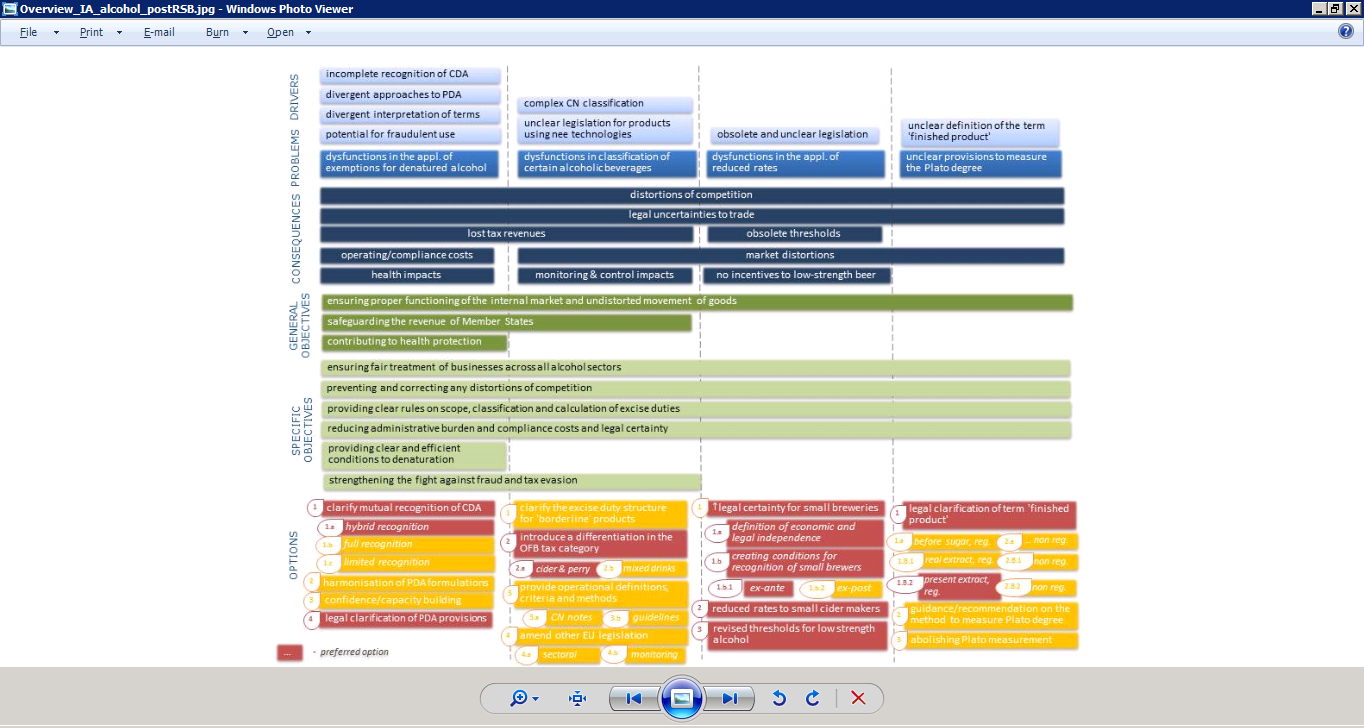 Overview_IA_alcohol_postRSB.jpg - Windows Photo Viewer
File Print E-mail Burn Open
DRIVERS
incomplete recognition of CDA
divergent approaches to PDA
divergent interpretation of terms
potential for fraudulent use
complex CN classification
unclear legislation for products
using nee technologies
obsolete and unclear legislation
unclear definition of the term
'finished product'
PROBLEMS
dysfunctions in the appl. of
exemptions for denatured alcohol
dysfunctions in classification of
certain alcoholic beverages
dysfunctions in the appl. of
reduced rates
unclear provisions to measure
the Plato degree
CONSEQUENCES
distortions of competition
legal uncertainties to trade
lost tax revenues
obsolete thresholds
operating/compliance costs
market distortions
health impacts
monitoring & control impacts
no incentives to low-strength beer
GENERAL
OBJECTIVES
ensuring proper functioning of the internal market and undistorted movement of goods
safeguarding the revenue of Member States
contributing to health protection
SPECIFIC
OBJECTIVES
ensuring fair treatment of businesses across all alcohol sectors
preventing and correcting any distortions of competition
providing clear rules on scope, classification and calculation of excise duties
reducing administrative burden and compliance costs and legal certainty
providing clear and efficient
conditions to denaturation
strengthening the fight against fraud and tax evasion
OPTIONS
1 clarify mutual recognition of CDA
1.a hybrid recognition
1.b full recognition
1.c limited recognition
2 harmonisation of PDA formulations
3 confidence/capacity building
4 legal clarification of PDA provisions
1 clarify the excise duty structure
for 'borderline' products
2 introduce a differentiation in the
OFB tax category
2.a cider & perry 2.b mixed drinks
3 provide operational definitions,
criteria and methods
3.a CN notes 3.b guidelines
4 amend other EU legislation
4.a sectoral 4.b monitoring
1 ↑legal certainty for small breweries
1.a definition of economic and
legal independence
1.b creating conditions for
recognition of small brewers
1.b.1 ex-ante 1.b.2 ex-post
2 reduced rates to small cider makers
3 revised thresholds for low strength
alcohol
1 legal clarification of term 'finished
product'
before sugar, reg. 2.a ... non reg.
1.B.1 real extract, reg. 2.B.1 non reg.
1.B.2 present extract,
reg. 2.B.2 non reg.
guidance/recommendation on the
method to measure Plato degree
3 abolishing Plato measurement
... - preferred option